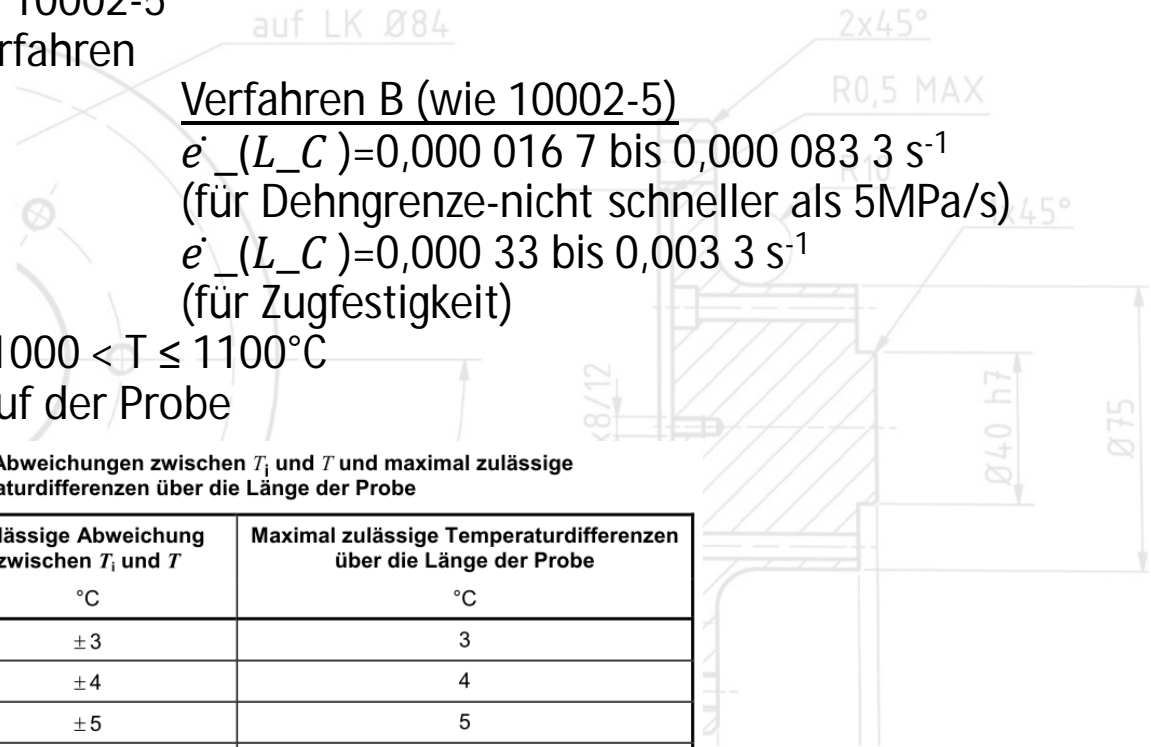 10002-5
auf LK Ø84
2x45°
rfahren
Verfahren B (wie 10002-5)
R0,5 MAX
ė _(L_C )=0,000 016 7 bis 0,000 083 3 s⁻¹
R10
(für Dehngrenze-nicht schneller als 5MPa/s)
x45°
ė _(L_C )=0,000 33 bis 0,003 3 s⁻¹
(für Zugfestigkeit)
1000 < T ≤ 1100°C
uf der Probe
x8/12
Ø40 h7
Ø75
Abweichungen zwischen Tᵢ und T und maximal zulässige
aturdifferenzen über die Länge der Probe
lässige Abweichung
zwischen Tᵢ und T
Maximal zulässige Temperaturdifferenzen
über die Länge der Probe
°C
°C
±3
3
±4
4
±5
5